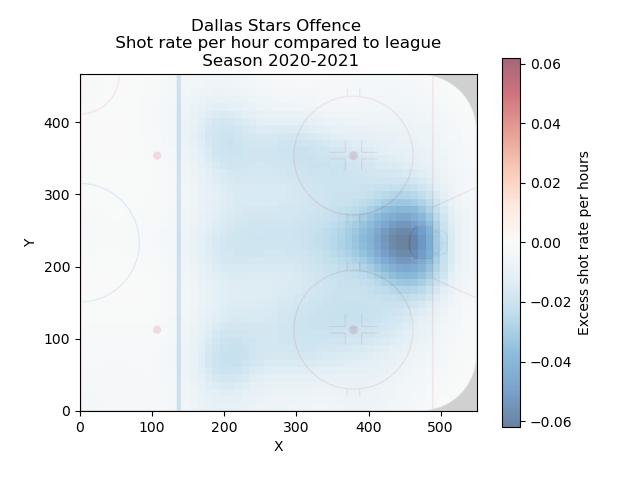 Dallas Stars Offence
Shot rate per hour compared to league
Season 2020-2021
400
300
200
100
0
Y
0 100 200 300 400 500
X
0.06
0.04
0.02
0.00
−0.02
−0.04
−0.06
Excess shot rate per hours